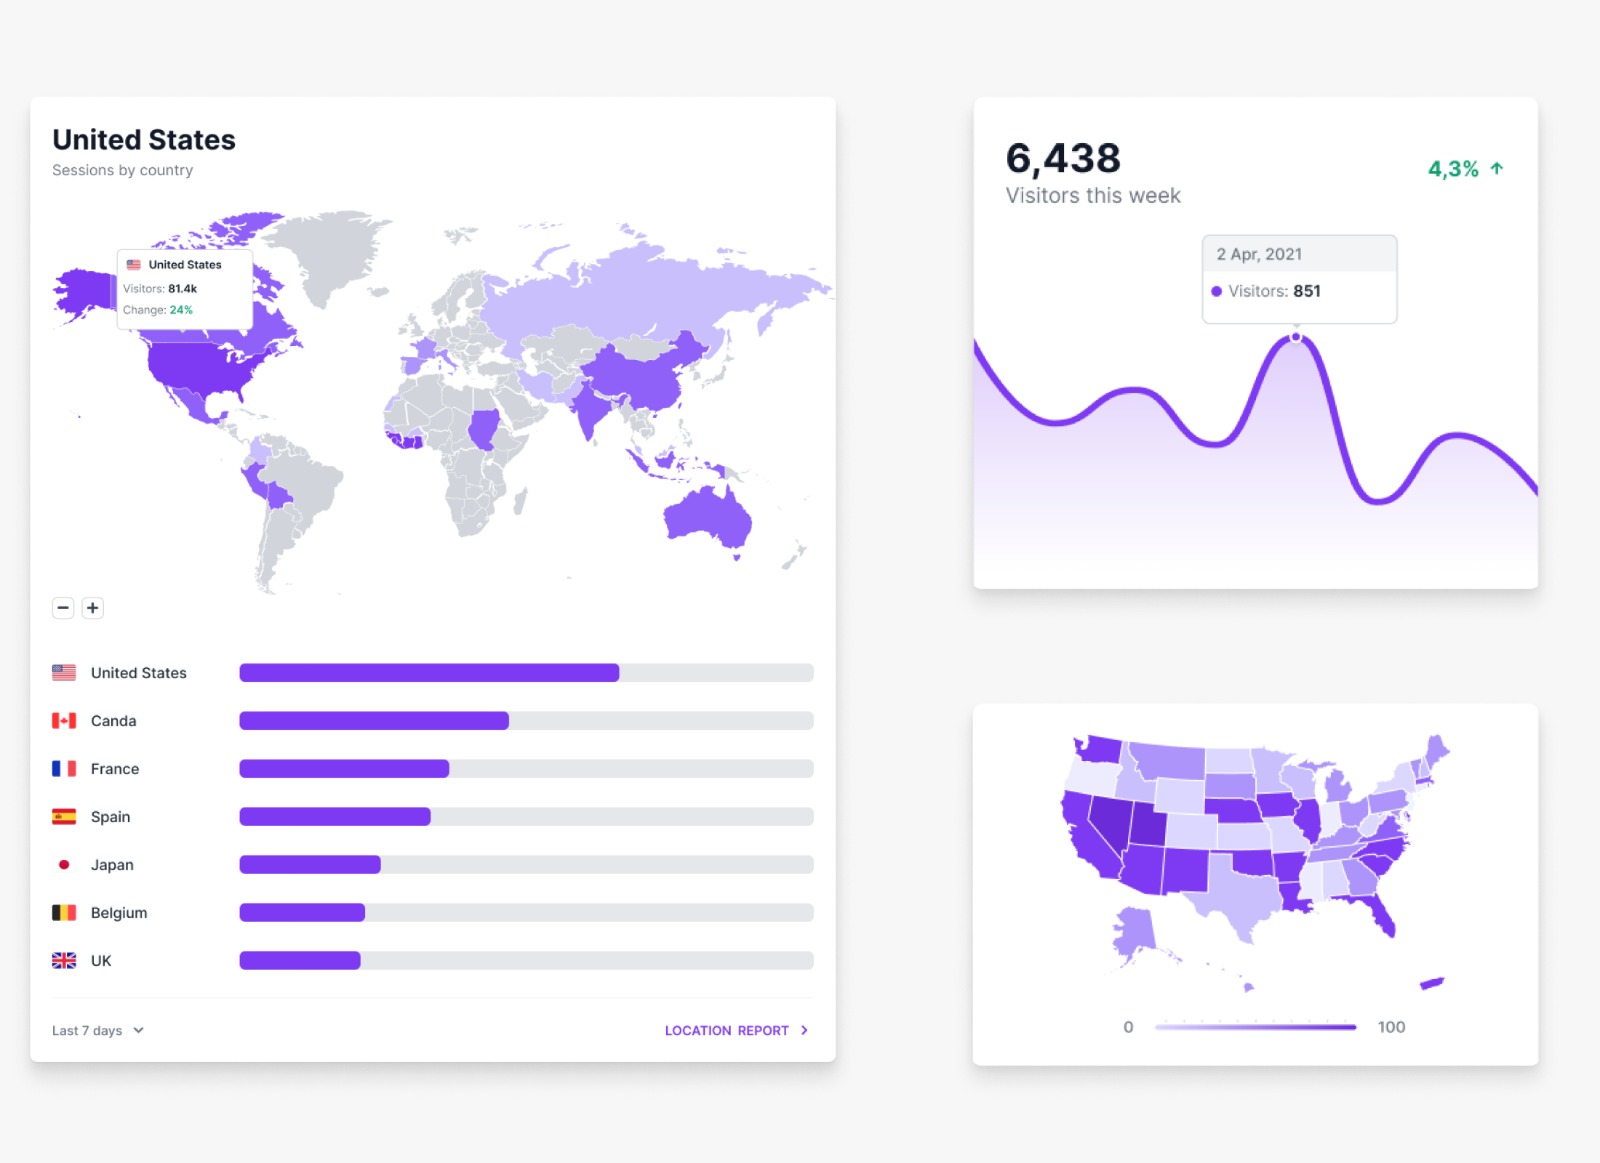 United States
Sessions by country
United States
Visitors: 81.4k
Change: 24%
United States
Canda
France
Spain
Japan
Belgium
UK
Last 7 days
LOCATION REPORT
6,438
Visitors this week
4,3%
2 Apr, 2021
Visitors: 851
0
100